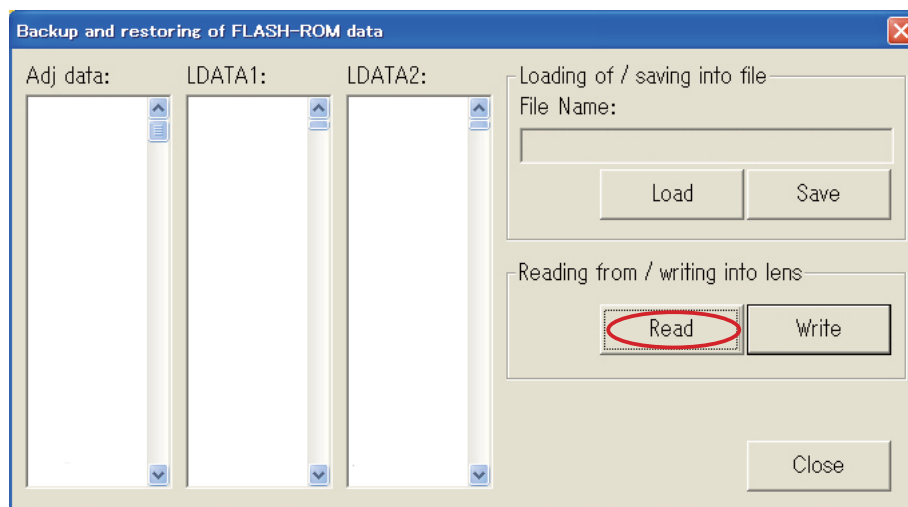 Backup and restoring of FLASH-ROM data
Adj data:
LDATA1:
LDATA2:
Loading of / saving into file
File Name:
Load
Save
Reading from / writing into lens
Read
Write
Close